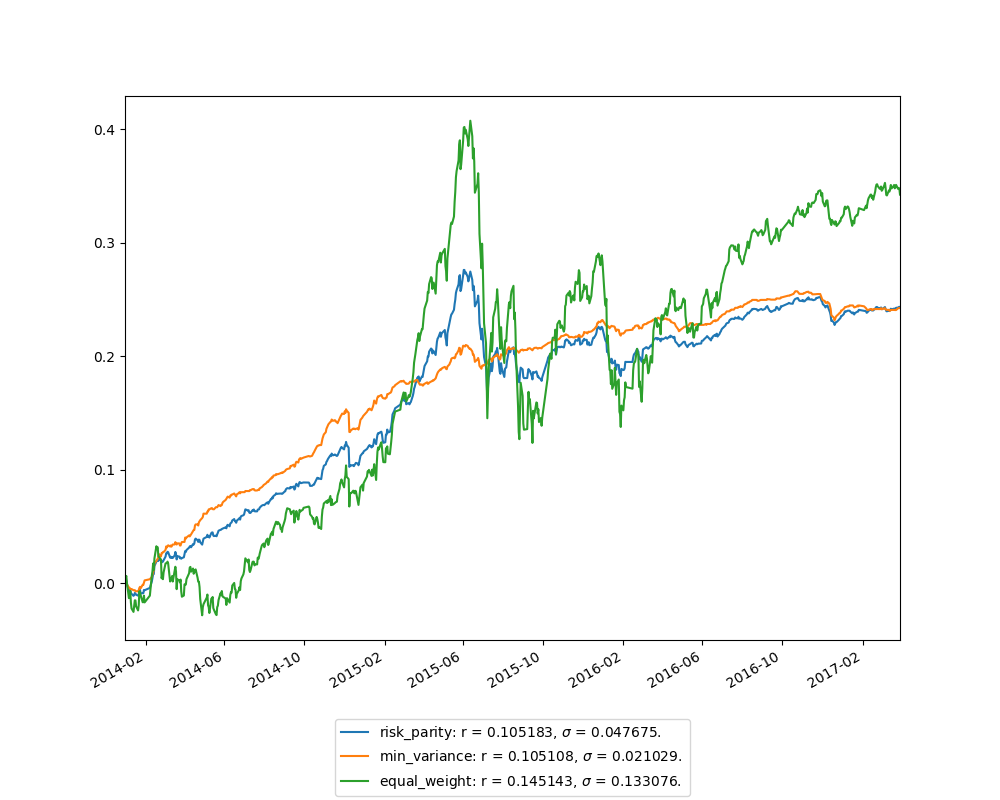 0.4
0.3
0.2
0.1
0.0
2014-02 2014-06 2014-10 2015-02 2015-06 2015-10 2016-02 2016-06 2016-10 2017-02
risk_parity: r = 0.105183, σ = 0.047675.
min_variance: r = 0.105108, σ = 0.021029.
equal_weight: r = 0.145143, σ = 0.133076.